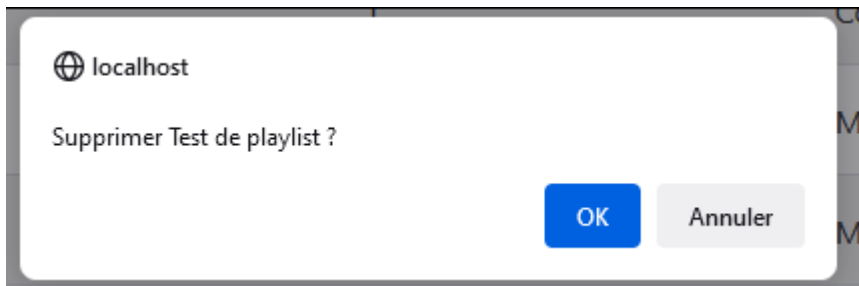 localhost
Supprimer Test de playlist ?
OK
Annuler
M
M